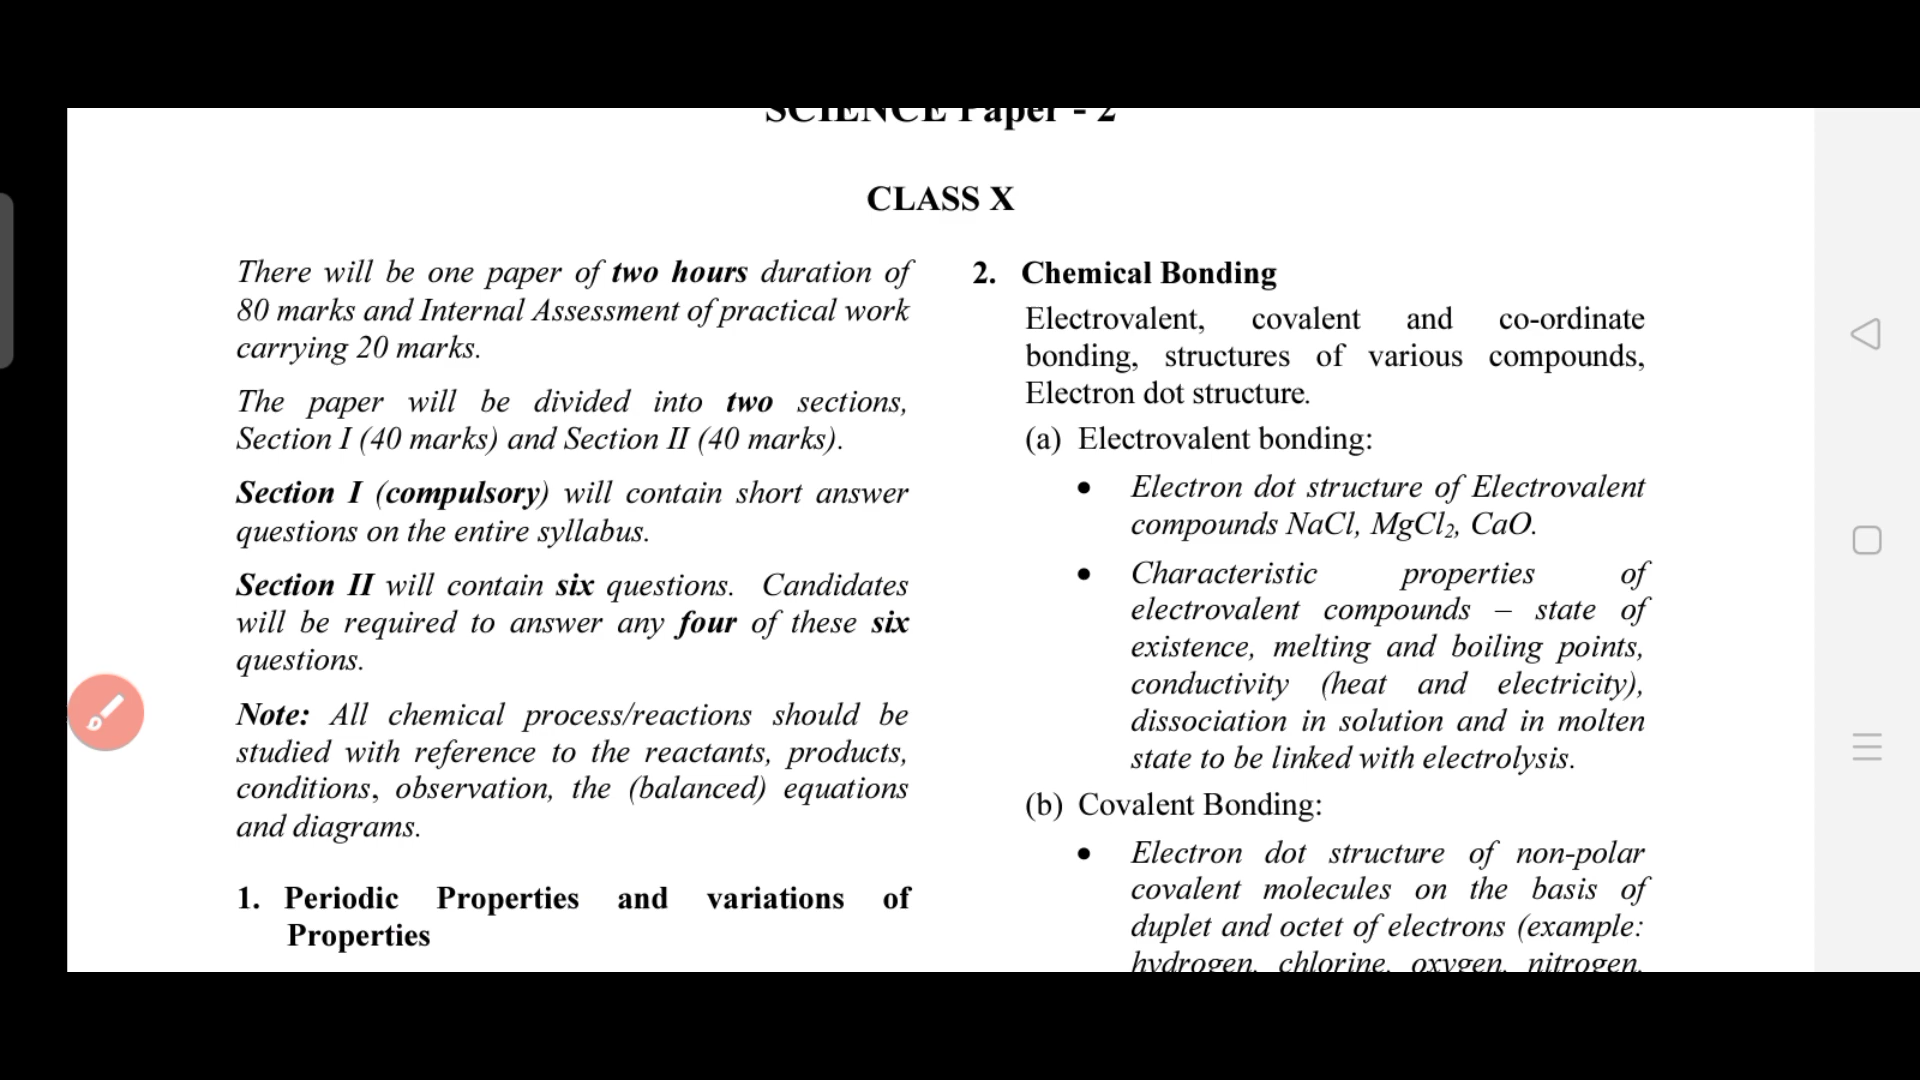 SCIENCE Paper - 2
CLASS X
There will be one paper of two hours duration of
80 marks and Internal Assessment of practical work
carrying 20 marks.
The paper will be divided into two sections,
Section I (40 marks) and Section II (40 marks).
Section I (compulsory) will contain short answer
questions on the entire syllabus.
Section II will contain six questions. Candidates
will be required to answer any four of these six
questions.
Note: All chemical process/reactions should be
studied with reference to the reactants, products,
conditions, observation, the (balanced) equations
and diagrams.
1. Periodic Properties and variations of
Properties
2. Chemical Bonding
Electrovalent, covalent and co-ordinate
bonding, structures of various compounds,
Electron dot structure.
(a) Electrovalent bonding:
• Electron dot structure of Electrovalent
compounds NaCl, MgCl₂, CaO.
• Characteristic properties of
electrovalent compounds – state of
existence, melting and boiling points,
conductivity (heat and electricity),
dissociation in solution and in molten
state to be linked with electrolysis.
(b) Covalent Bonding:
• Electron dot structure of non-polar
covalent molecules on the basis of
duplet and octet of electrons (example:
hydrogen, chlorine, oxygen, nitrogen,